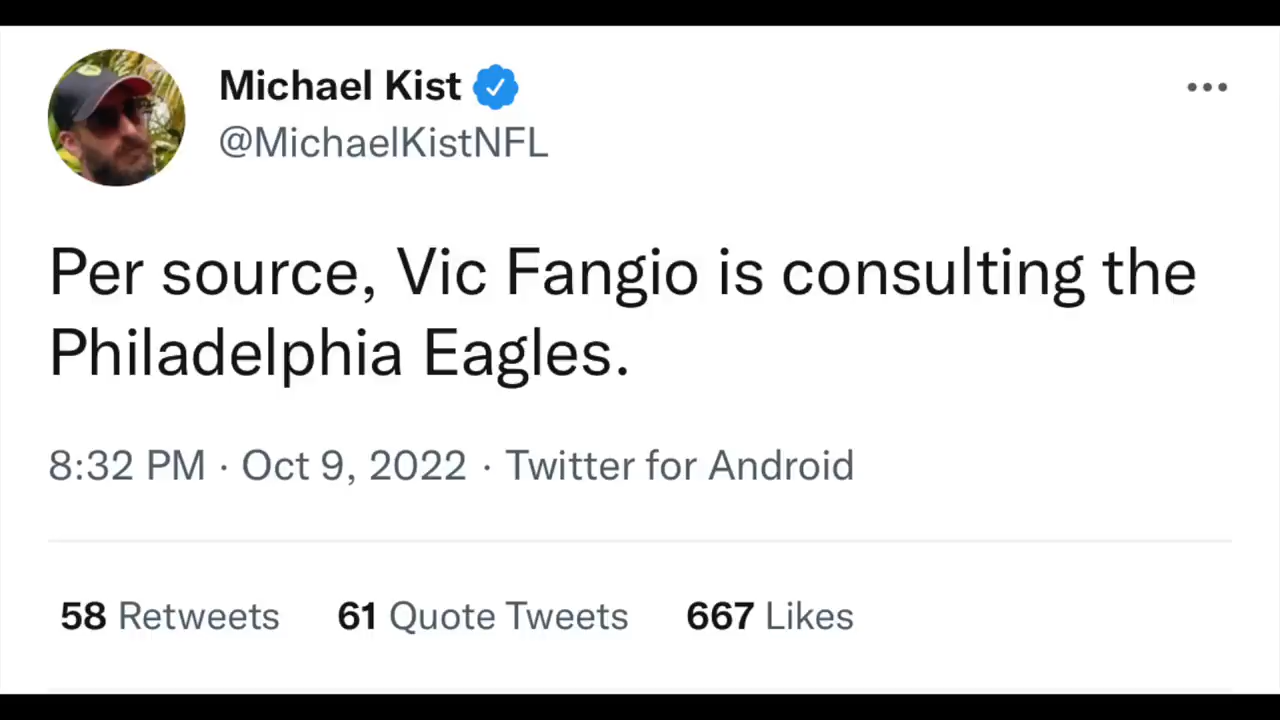 Michael Kist
@MichaelKistNFL
Per source, Vic Fangio is consulting the
Philadelphia Eagles.
8:32 PM · Oct 9, 2022 · Twitter for Android
58 Retweets 61 Quote Tweets 667 Likes